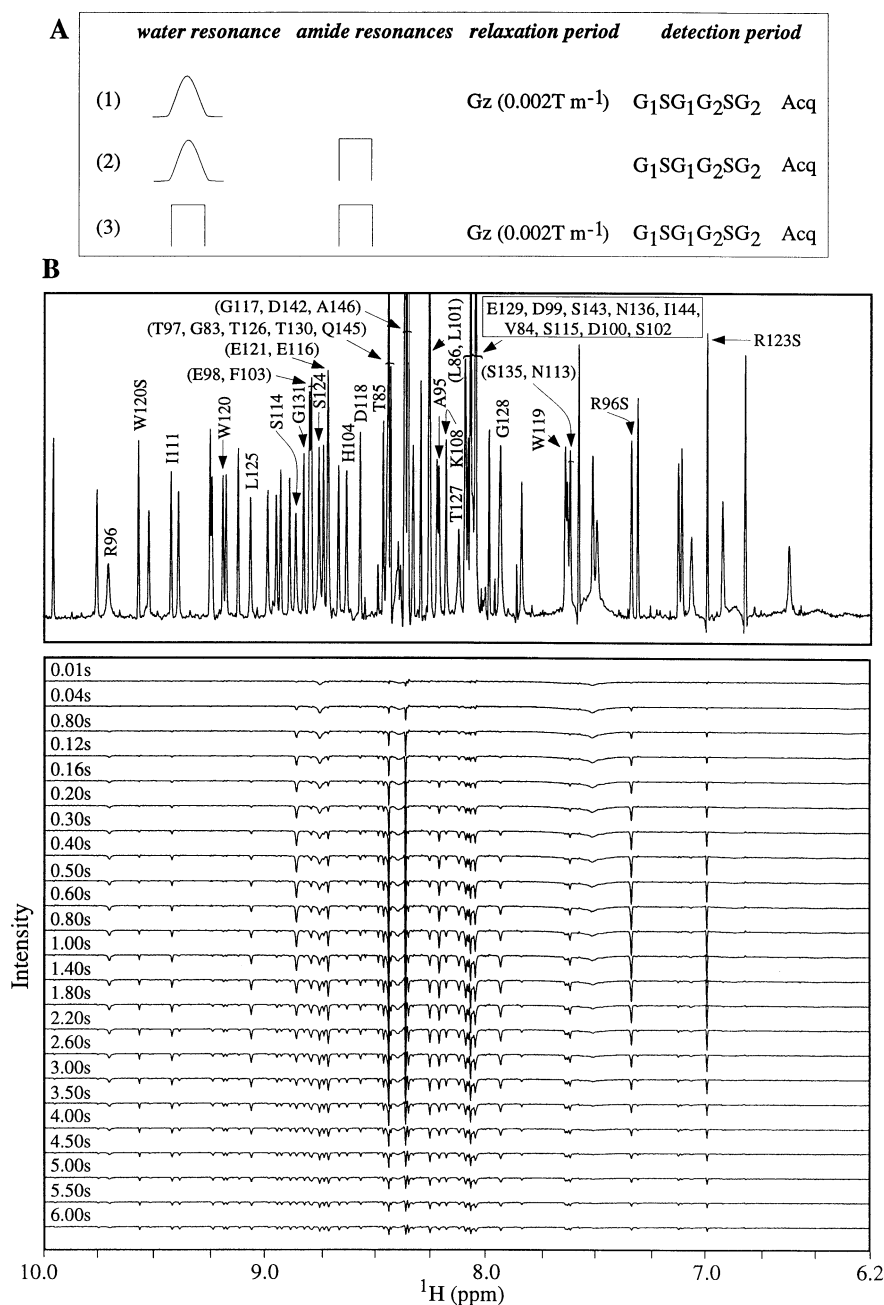 A
water resonance amide resonances relaxation period detection period
(1) Gz (0.002T m-1) G1SG1G2SG2 Acq
(2) G1SG1G2SG2 Acq
(3) Gz (0.002T m-1) G1SG1G2SG2 Acq
B
(G117, D142, A146)
(T97, G83, T126, T130, Q145)
(E121, E116)
(E98, F103)
(L86, L101)
E129, D99, S143, N136, I144,
V84, S115, D100, S102
(S135, N113)
R123S
R96S
W120S
R96
I111
W120
L125
S114
G131
S124
H104
D118
T85
A95
K108
T127
G128
W119
0.01s
0.04s
0.80s
0.12s
0.16s
0.20s
0.30s
0.40s
0.50s
0.60s
0.80s
1.00s
1.40s
1.80s
2.20s
2.60s
3.00s
3.50s
4.00s
4.50s
5.00s
5.50s
6.00s
Intensity
10.0 9.0 8.0 7.0 6.2
1H (ppm)